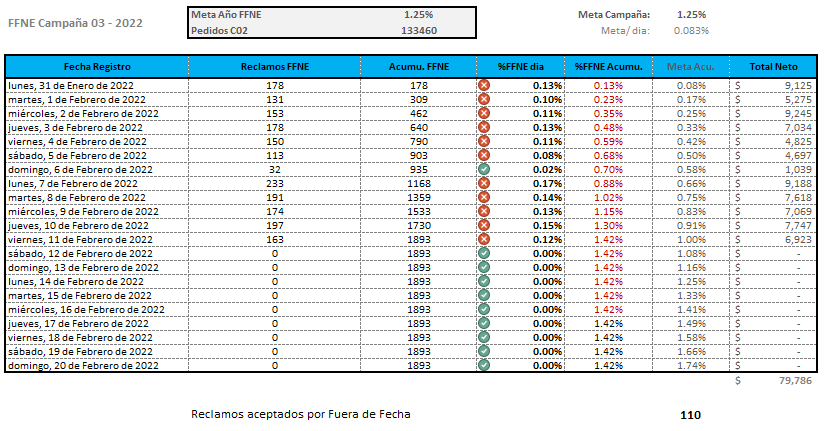 FFNE Campaña 03 - 2022
Meta Año FFNE 1.25%
Pedidos C02 133460
Meta Campaña: 1.25%
Meta/ dia: 0.083%
Fecha Registro Reclamos FFNE Acumu. FFNE %FFNE dia %FFNE Acumu. Meta Acu. Total Neto
lunes, 31 de Enero de 2022 178 178 0.13% 0.13% 0.08% $ 9,125
martes, 1 de Febrero de 2022 131 309 0.10% 0.23% 0.17% $ 5,275
miércoles, 2 de Febrero de 2022 153 462 0.11% 0.35% 0.25% $ 9,245
jueves, 3 de Febrero de 2022 178 640 0.13% 0.48% 0.33% $ 7,034
viernes, 4 de Febrero de 2022 150 790 0.11% 0.59% 0.42% $ 4,825
sábado, 5 de Febrero de 2022 113 903 0.08% 0.68% 0.50% $ 4,697
domingo, 6 de Febrero de 2022 32 935 0.02% 0.70% 0.58% $ 1,039
lunes, 7 de Febrero de 2022 233 1168 0.17% 0.88% 0.66% $ 9,188
martes, 8 de Febrero de 2022 191 1359 0.14% 1.02% 0.75% $ 7,618
miércoles, 9 de Febrero de 2022 174 1533 0.13% 1.15% 0.83% $ 7,069
jueves, 10 de Febrero de 2022 197 1730 0.15% 1.30% 0.91% $ 7,747
viernes, 11 de Febrero de 2022 163 1893 0.12% 1.42% 1.00% $ 6,923
sábado, 12 de Febrero de 2022 0 1893 0.00% 1.42% 1.08% $ -
domingo, 13 de Febrero de 2022 0 1893 0.00% 1.42% 1.16% $ -
lunes, 14 de Febrero de 2022 0 1893 0.00% 1.42% 1.25% $ -
martes, 15 de Febrero de 2022 0 1893 0.00% 1.42% 1.33% $ -
miércoles, 16 de Febrero de 2022 0 1893 0.00% 1.42% 1.41% $ -
jueves, 17 de Febrero de 2022 0 1893 0.00% 1.42% 1.49% $ -
viernes, 18 de Febrero de 2022 0 1893 0.00% 1.42% 1.58% $ -
sábado, 19 de Febrero de 2022 0 1893 0.00% 1.42% 1.66% $ -
domingo, 20 de Febrero de 2022 0 1893 0.00% 1.42% 1.74% $ -
$ 79,786
Reclamos aceptados por Fuera de Fecha 110